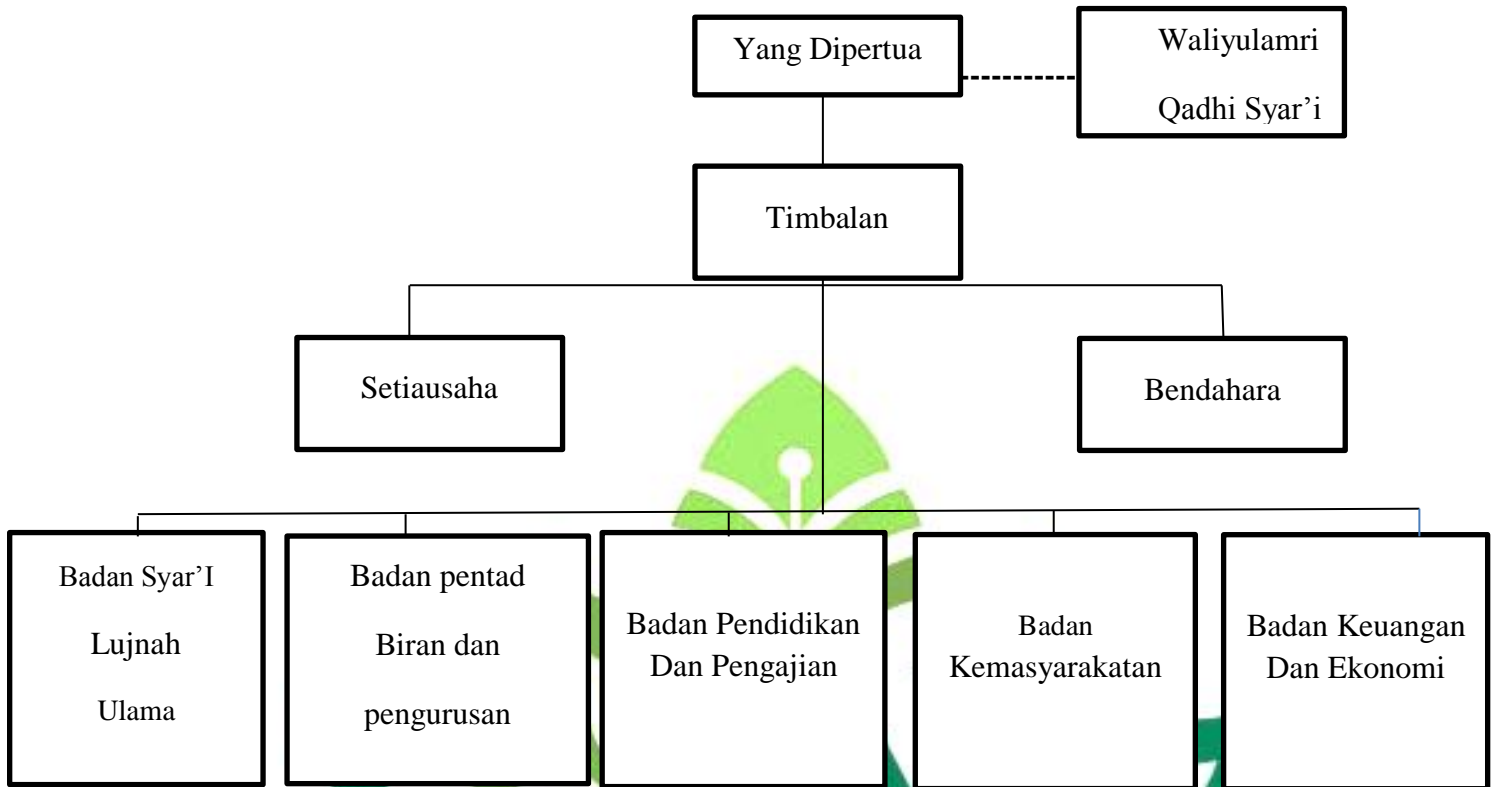 Yang Dipertua
Waliyulamri
Qadhi Syar’i
Timbalan
Setiausaha
Bendahara
Badan Syar’I
Lujnah
Ulama
Badan pentad
Biran dan
pengurusan
Badan Pendidikan
Dan Pengajian
Badan
Kemasyarakatan
Badan Keuangan
Dan Ekonomi